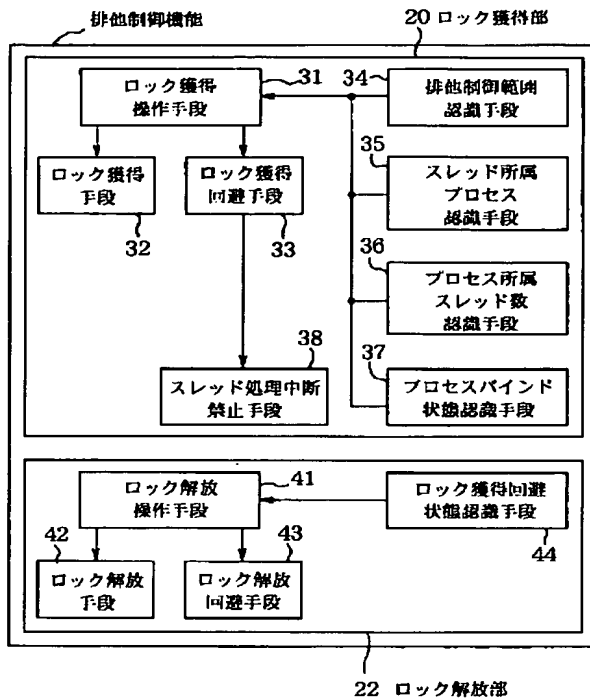 排他制御機能
20 ロック獲得部
ロック獲得
操作手段
31
34
排他制御範囲
認識手段
ロック獲得
手段
32
ロック獲得
回避手段
33
35
スレッド所属
プロセス
認識手段
36
プロセス所属
スレッド数
認識手段
38
スレッド処理中断
禁止手段
37
プロセスバインド
状態認識手段
ロック解放
操作手段
41
ロック獲得回避
状態認識手段
44
42
ロック解放
手段
43
ロック解放
回避手段
22 ロック解放部